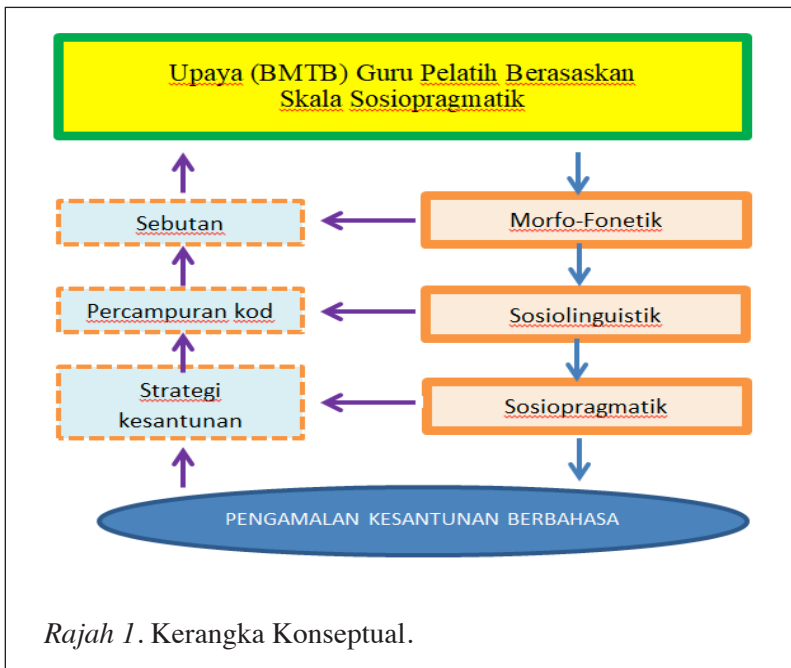 Upaya (BMTB) Guru Pelatih Berasaskan
Skala Sosiopragmatik
Sebutan
Morfo-Fonetik
Percampuran kod
Sosiolinguistik
Strategi
kesantunan
Sosiopragmatik
PENGAMALAN KESANTUNAN BERBAHASA
Rajah 1. Kerangka Konseptual.